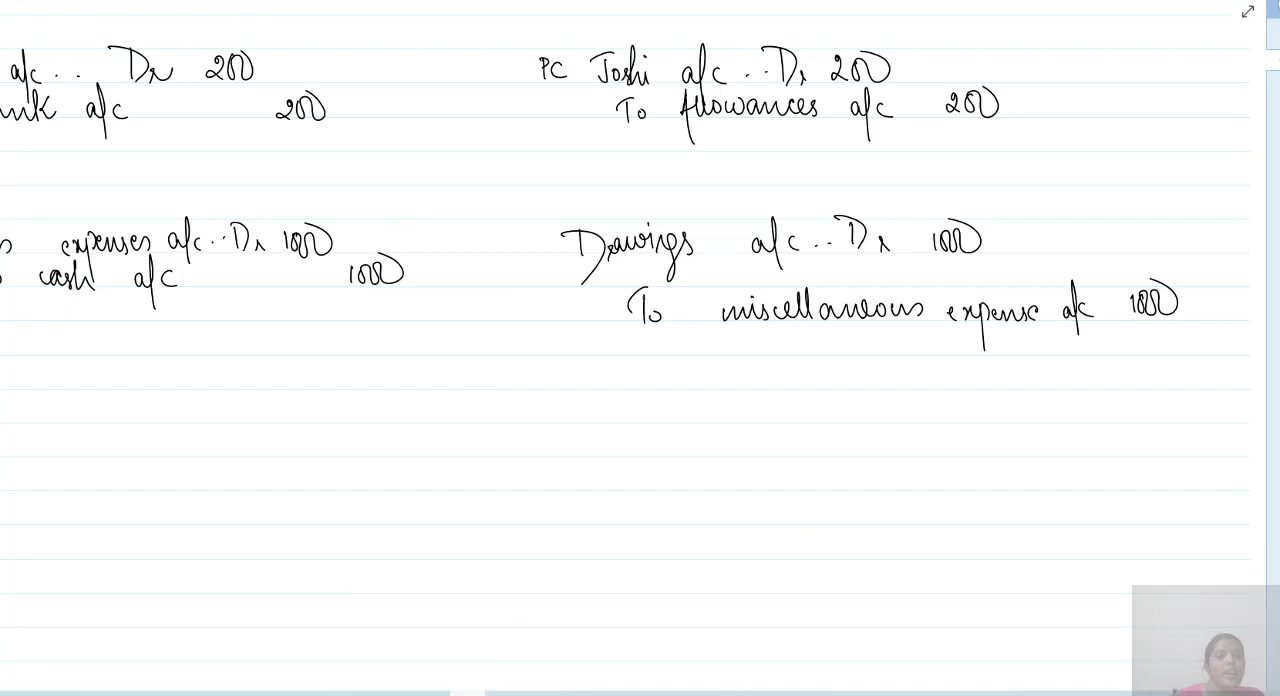 a/c .. Dr 200
ank a/c 200
PC Joshi a/c ... Dr 200
To Allowances a/c 200
s expenses a/c ... Dr 1000
o cash a/c 1000
Drawings a/c ... Dr 1000
To miscellaneous expense a/c 1000